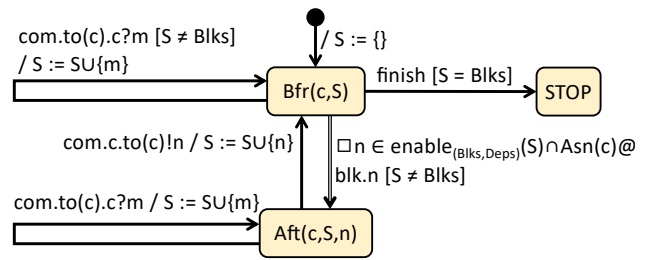 com.to(c).c?m [S ≠ Blks]
/ S := S∪{m}
/ S := {}
Bfr(c,S)
finish [S = Blks]
STOP
com.c.to(c)!n / S := S∪{n}
□n ∈ enable(Blks,Deps)(S)∩Asn(c)@
blk.n [S ≠ Blks]
com.to(c).c?m / S := S∪{m}
Aft(c,S,n)